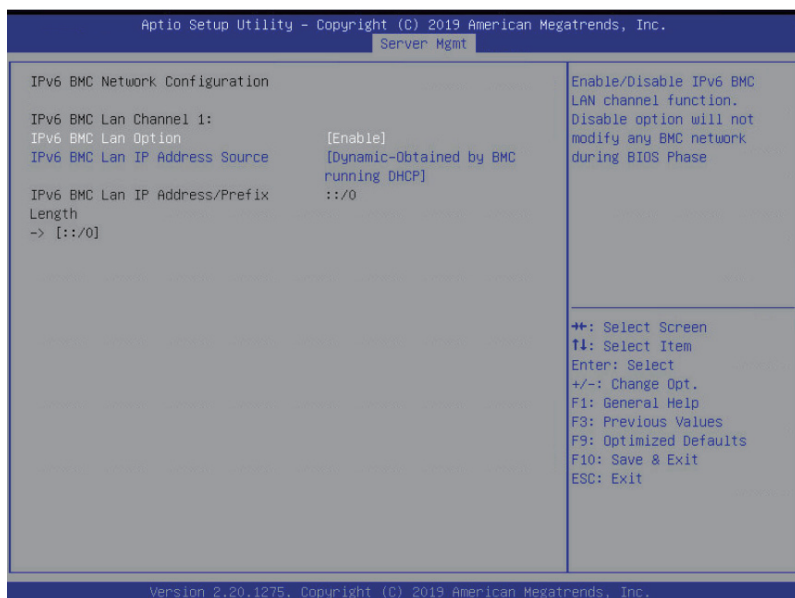 Aptio Setup Utility – Copyright (C) 2019 American Megatrends, Inc.
Server Mgmt
IPv6 BMC Network Configuration
IPv6 BMC Lan Channel 1:
IPv6 BMC Lan Option [Enable]
IPv6 BMC Lan IP Address Source [Dynamic-Obtained by BMC
running DHCP]
IPv6 BMC Lan IP Address/Prefix ::/0
Length
-> [::/0]
Enable/Disable IPv6 BMC
LAN channel function.
Disable option will not
modify any BMC network
during BIOS Phase
→←: Select Screen
↑↓: Select Item
Enter: Select
+/-: Change Opt.
F1: General Help
F3: Previous Values
F9: Optimized Defaults
F10: Save & Exit
ESC: Exit
Version 2.20.1275. Copyright (C) 2019 American Megatrends, Inc.